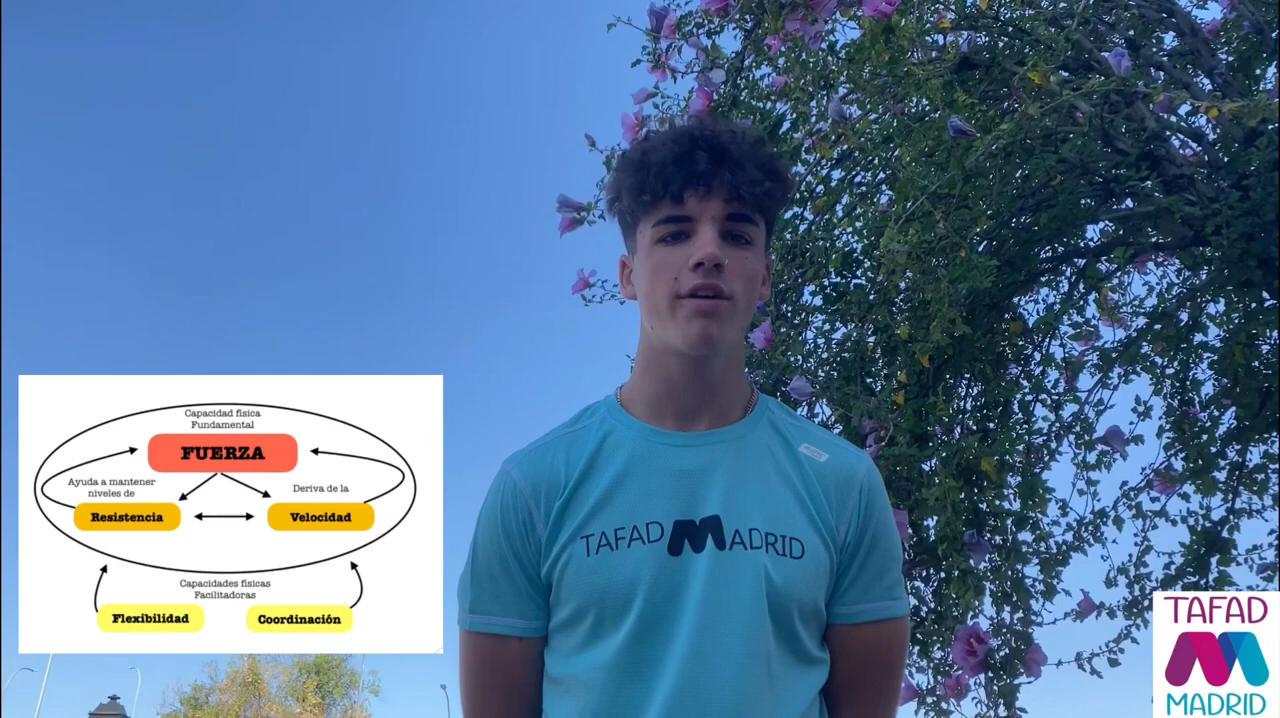 Capacidad física
Fundamental
FUERZA
Ayuda a mantener
niveles de
Deriva de la
Resistencia
Velocidad
Capacidades físicas
Facilitadoras
Flexibilidad
Coordinación
TAFAD MADRID
TAFAD
MADRID